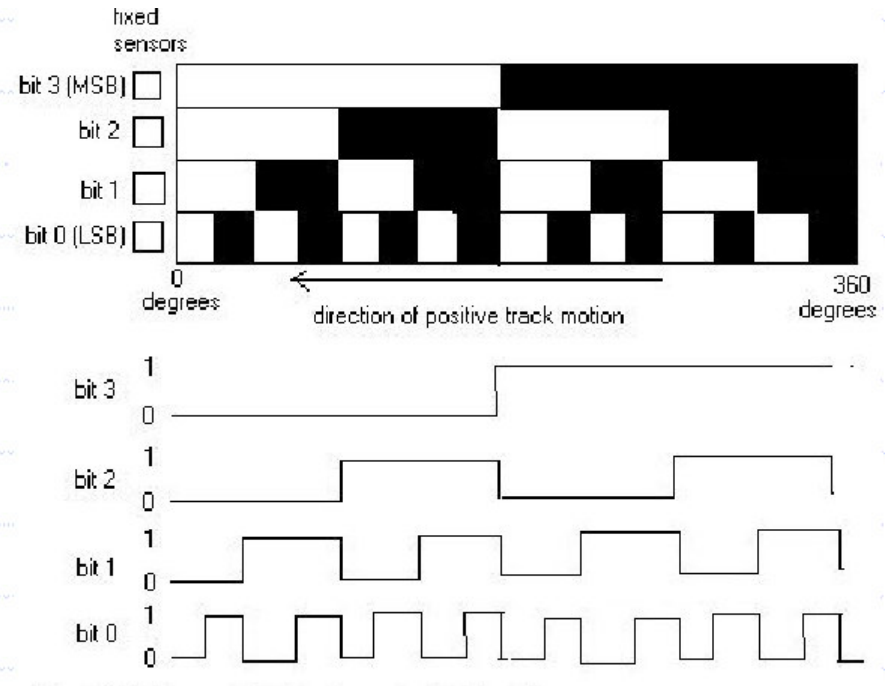 fixed
sensors
bit 3 (MSB)
bit 2
bit 1
bit 0 (LSB)
0
degrees
360
degrees
direction of positive track motion
1
bit 3
0
1
bit 2
0
1
bit 1
0
1
bit 0
0